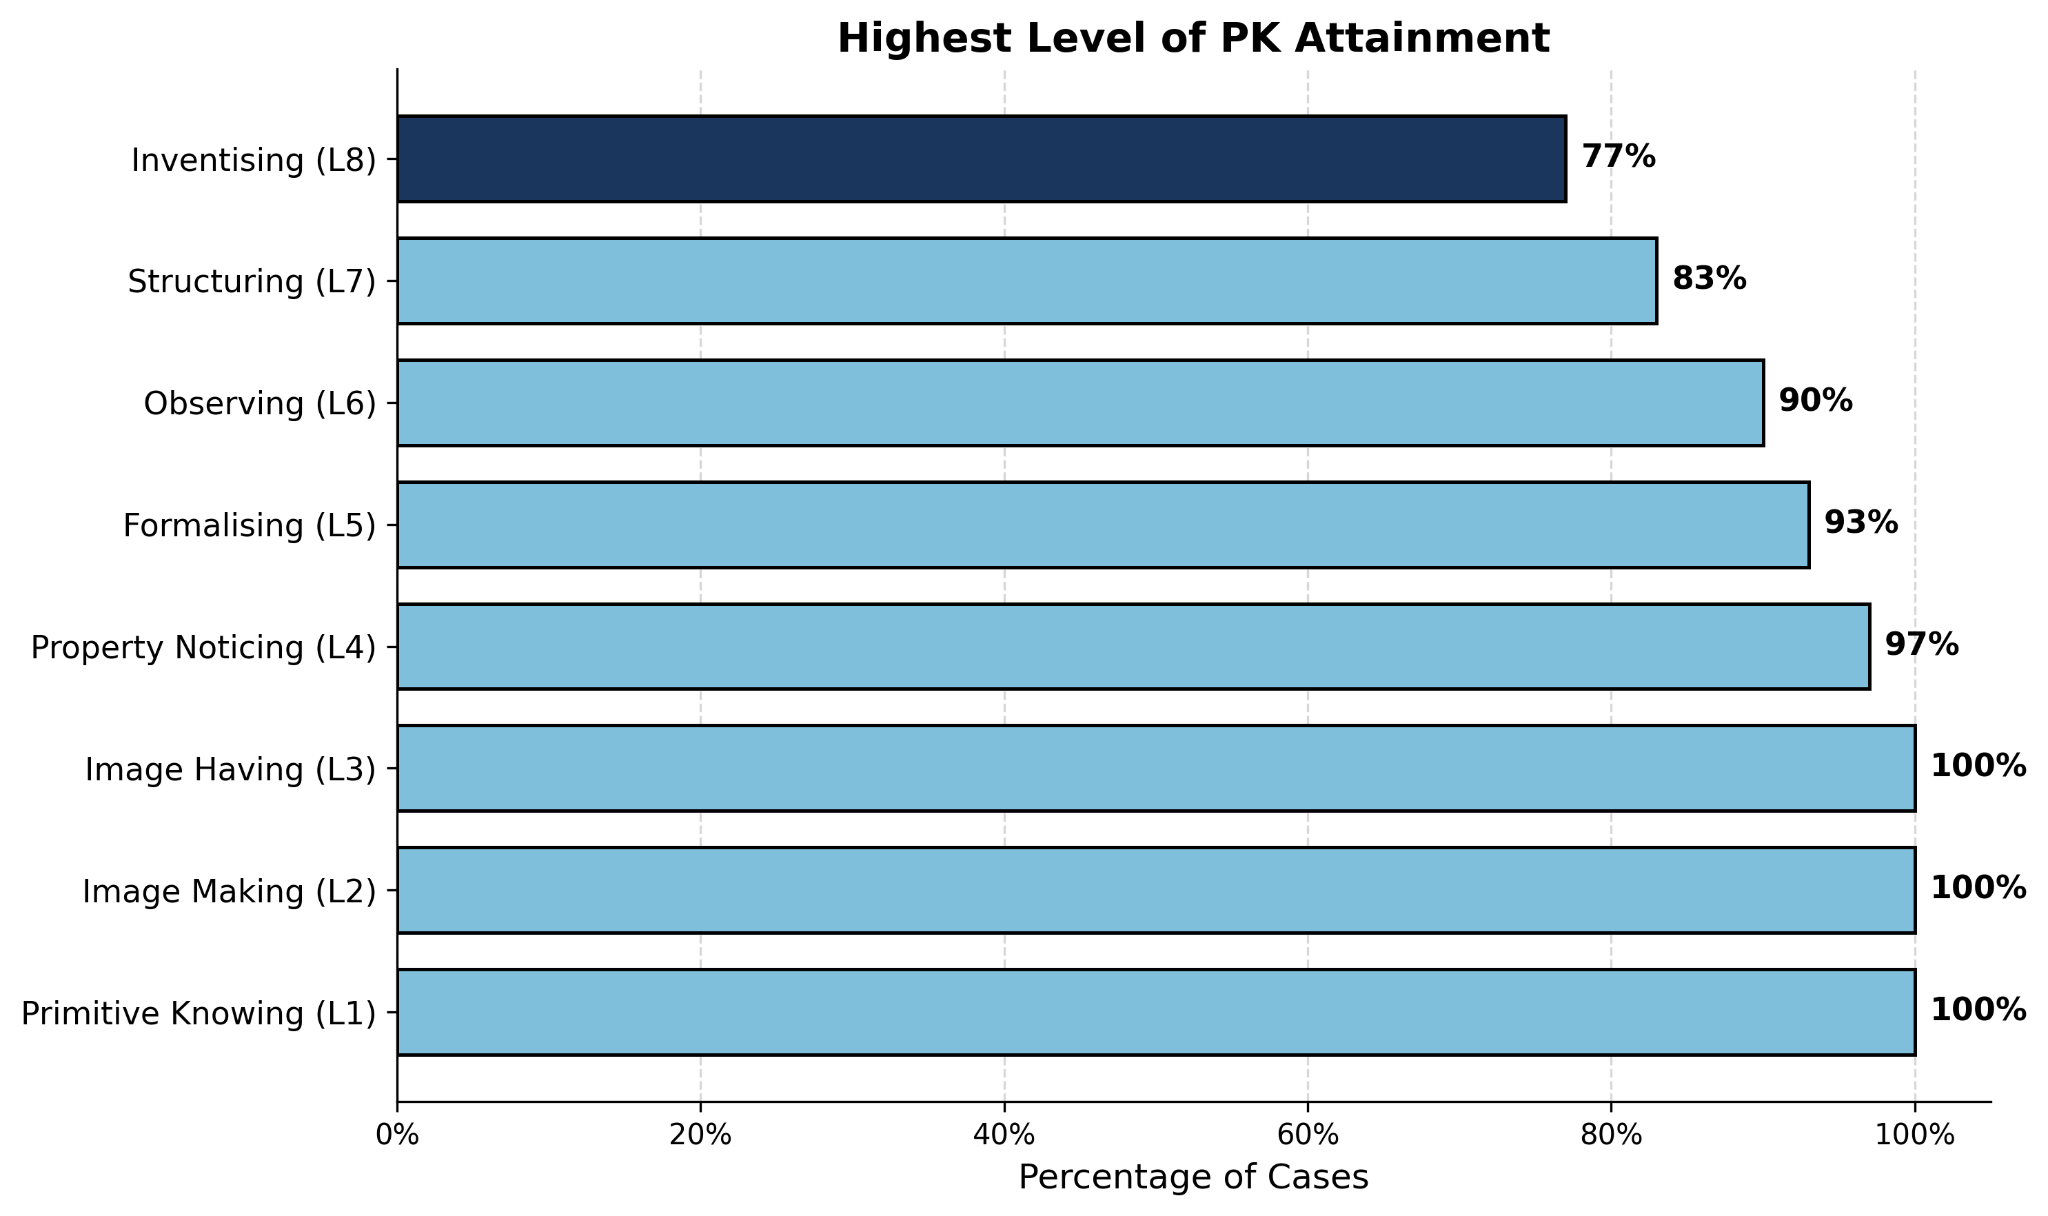 Highest Level of PK Attainment
Inventising (L8) 77%
Structuring (L7) 83%
Observing (L6) 90%
Formalising (L5) 93%
Property Noticing (L4) 97%
Image Having (L3) 100%
Image Making (L2) 100%
Primitive Knowing (L1) 100%
0% 20% 40% 60% 80% 100%
Percentage of Cases